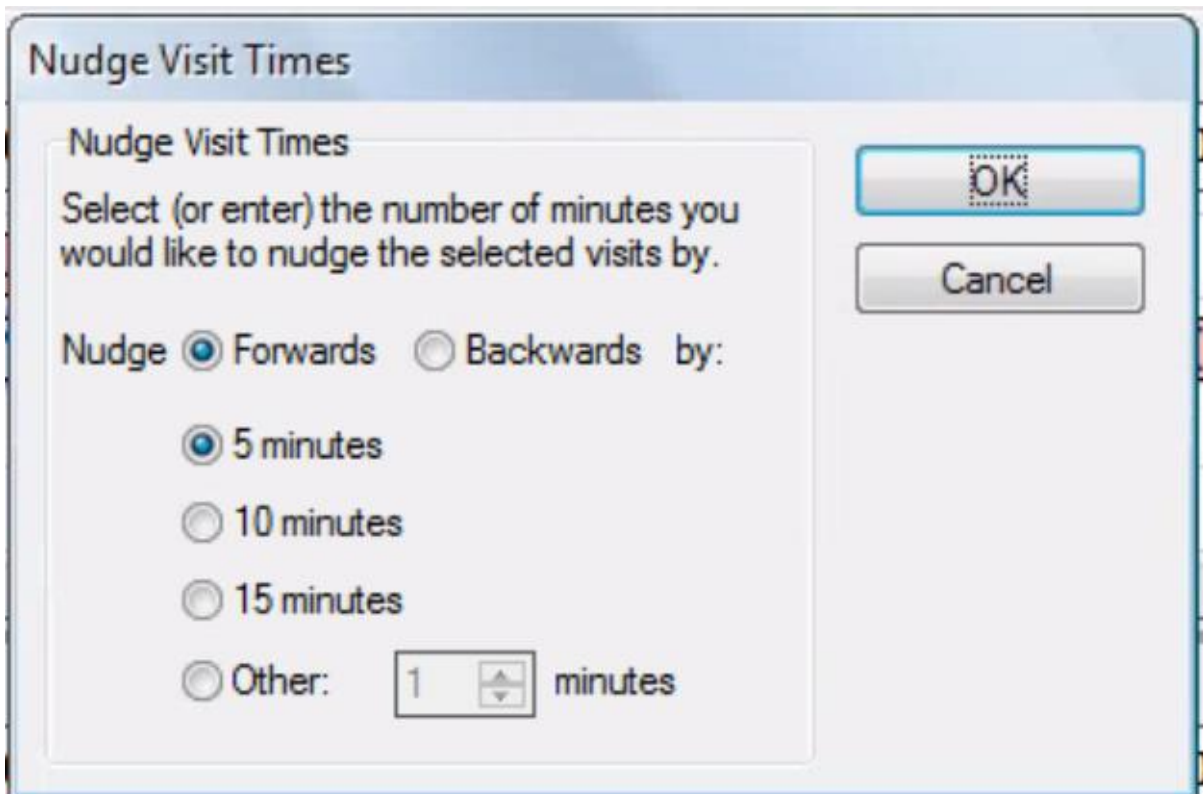 Nudge Visit Times
Nudge Visit Times
OK
Select (or enter) the number of minutes you
would like to nudge the selected visits by.
Cancel
Nudge Forwards Backwards by:
5 minutes
10 minutes
15 minutes
Other: 1 minutes